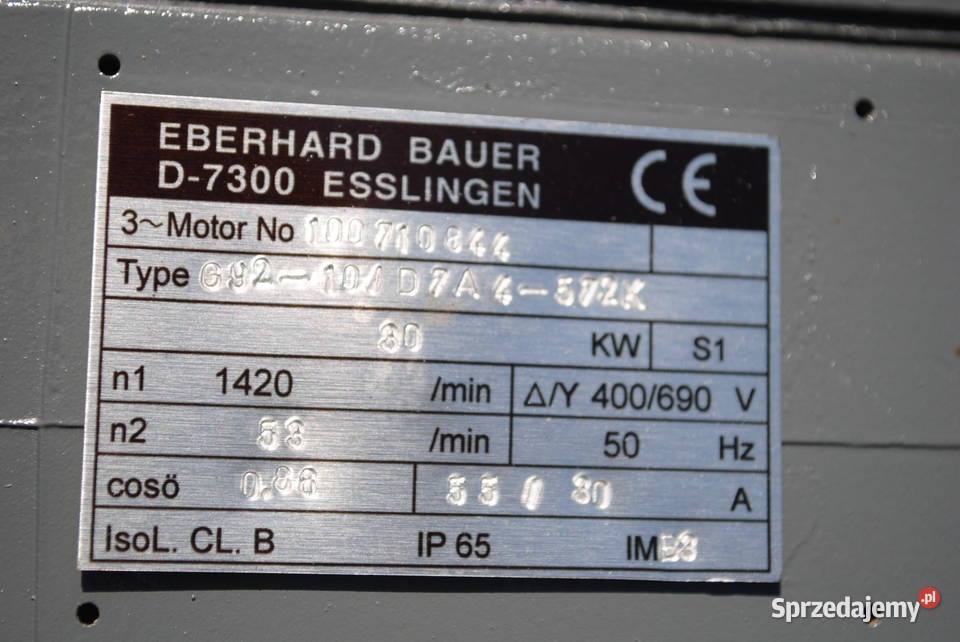 EBERHARD BAUER
D-7300 ESSLINGEN CE
3~Motor No 100710844
Type G92-10/D7A4-572K
30 KW S1
n1 1420 /min Δ/Y 400/690 V
n2 53 /min 50 Hz
cosö 0,86 55/30 A
IsoL. CL. B IP 65 IM B3
Sprzedajemy.pl